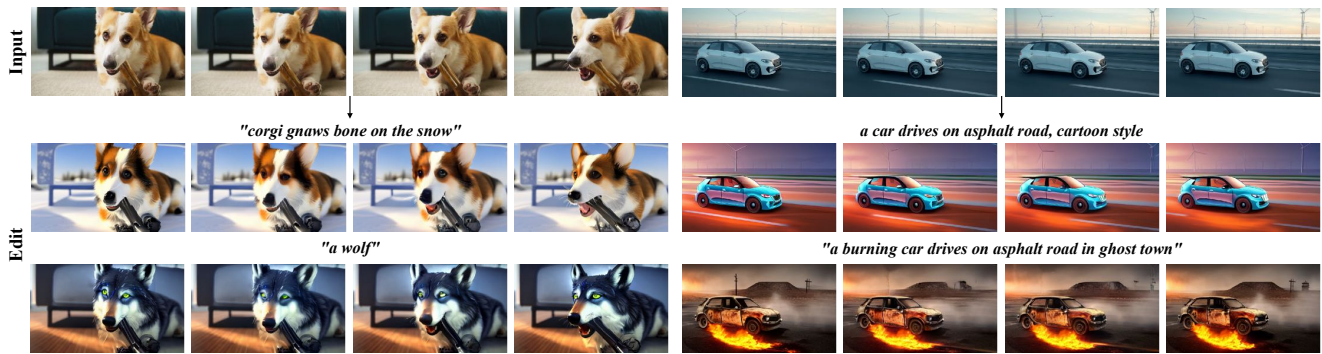 Input
"corgi gnaws bone on the snow"
a car drives on asphalt road, cartoon style
Edit
"a wolf"
"a burning car drives on asphalt road in ghost town"